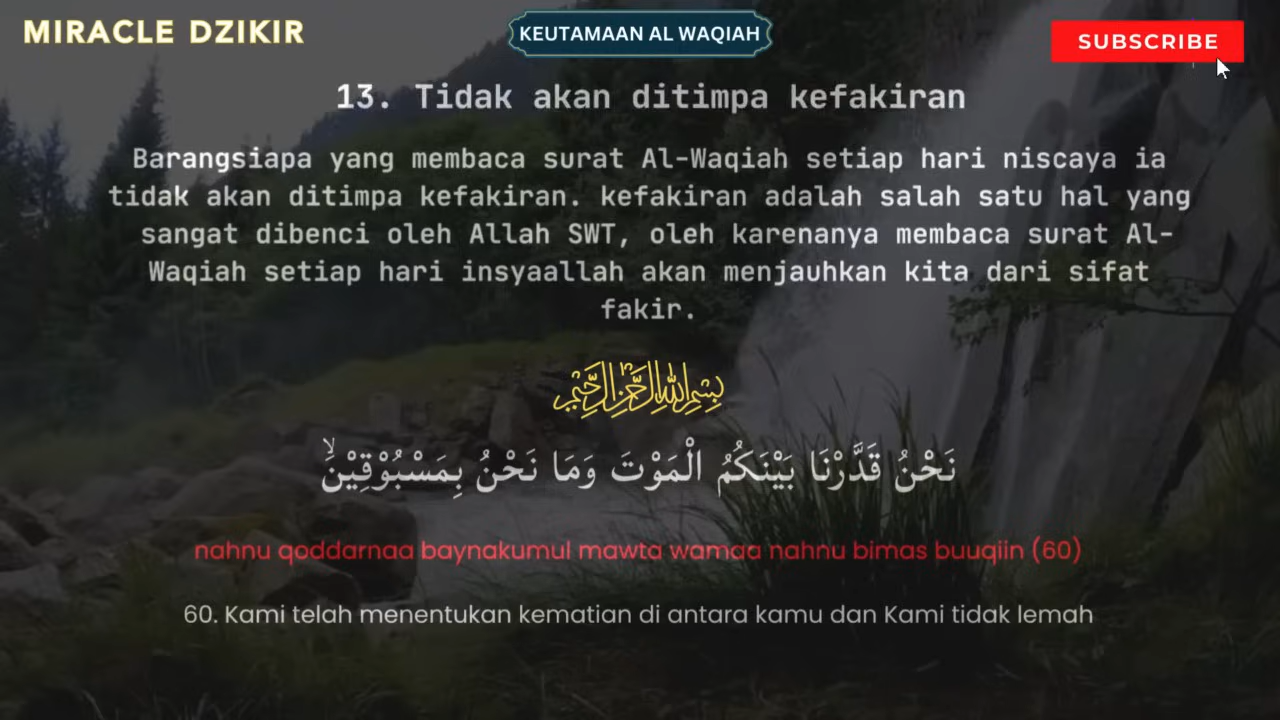 MIRACLE DZIKIR
KEUTAMAAN AL WAQIAH
SUBSCRIBE
13. Tidak akan ditimpa kefakiran
Barangsiapa yang membaca surat Al-Waqiah setiap hari niscaya ia
tidak akan ditimpa kefakiran. kefakiran adalah salah satu hal yang
sangat dibenci oleh Allah SWT, oleh karenanya membaca surat Al-
Waqiah setiap hari insyaallah akan menjauhkan kita dari sifat
fakir.
بِسْمِ اللهِ الرَّحْمٰنِ الرَّحِيْمِ
نَحْنُ قَدَّرْنَا بَيْنَكُمُ الْمَوْتَ وَمَا نَحْنُ بِمَسْبُوْقِيْنَۙ
nahnu qoddarnaa baynakumul mawta wamaa nahnu bimas buuqiin (60)
60. Kami telah menentukan kematian di antara kamu dan Kami tidak lemah